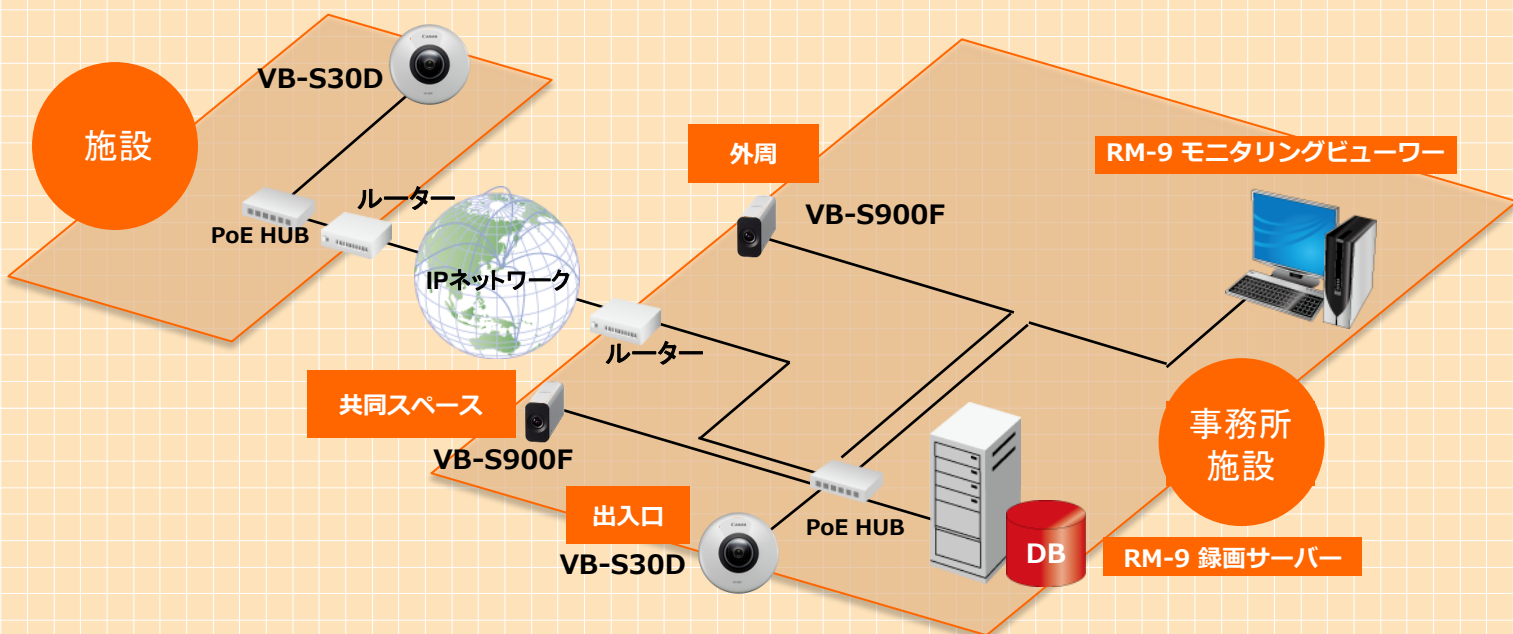 Canon
VB-S30D
施設
ルーター
PoE HUB
IPネットワーク
外周
VB-S900F
RM-9 モニタリングビューワー
ルーター
共同スペース
VB-S900F
出入口
VB-S30D
Canon
PoE HUB
DB
事務所
施設
RM-9 録画サーバー